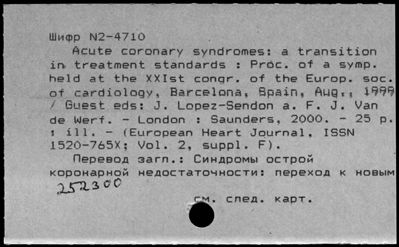 Шифр N2-4710
Acute coronary syndromes: a transition
in treatment standards : Proc. of a symp.
held at the XXIst congr. of the Europ. soc.
of cardiology, Barcelona, Spain, Aug., 1999
/ Guest eds: J. Lopez-Sendon a. F. J. Van
de Werf. - London : Saunders, 2000. - 25 p.
: ill. - (European Heart Journal, ISSN
1520-765X; Vol. 2, suppl. F).
Перевод загл.: Синдромы острой
коронарной недостаточности: переход к новым
252300
см. след. карт.